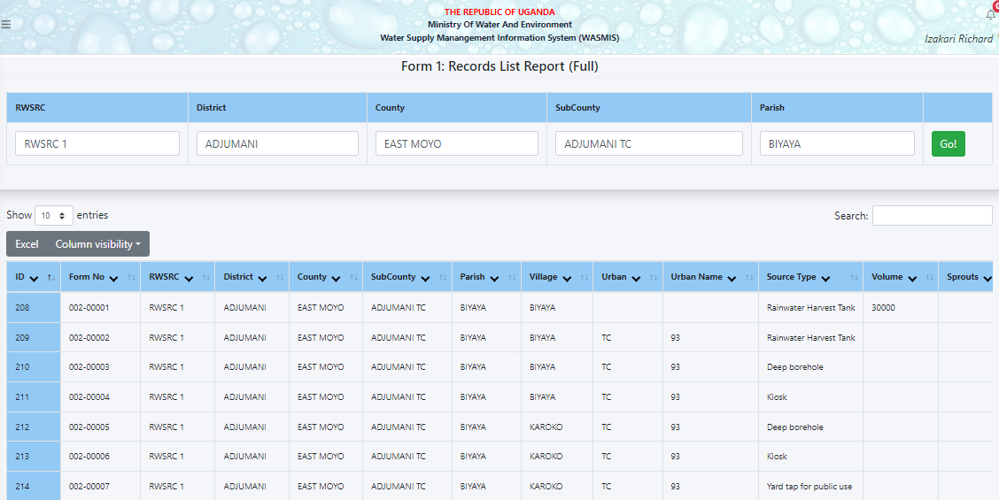 THE REPUBLIC OF UGANDA
Ministry Of Water And Environment
Water Supply Manangement Information System (WASMIS)
Izakari Richard
Form 1: Records List Report (Full)
RWSRC District County SubCounty Parish
RWSRC 1 ADJUMANI EAST MOYO ADJUMANI TC BIYAYA Go!
Show 10 entries Search:
Excel Column visibility
ID Form No RWSRC District County SubCounty Parish Village Urban Urban Name Source Type Volume Sprouts
208 002-00001 RWSRC 1 ADJUMANI EAST MOYO ADJUMANI TC BIYAYA BIYAYA Rainwater Harvest Tank 30000
209 002-00002 RWSRC 1 ADJUMANI EAST MOYO ADJUMANI TC BIYAYA BIYAYA TC 93 Rainwater Harvest Tank
210 002-00003 RWSRC 1 ADJUMANI EAST MOYO ADJUMANI TC BIYAYA BIYAYA TC 93 Deep borehole
211 002-00004 RWSRC 1 ADJUMANI EAST MOYO ADJUMANI TC BIYAYA BIYAYA TC 93 Kiosk
212 002-00005 RWSRC 1 ADJUMANI EAST MOYO ADJUMANI TC BIYAYA KAROKO TC 93 Deep borehole
213 002-00006 RWSRC 1 ADJUMANI EAST MOYO ADJUMANI TC BIYAYA KAROKO TC 93 Kiosk
214 002-00007 RWSRC 1 ADJUMANI EAST MOYO ADJUMANI TC BIYAYA KAROKO TC 93 Yard tap for public use